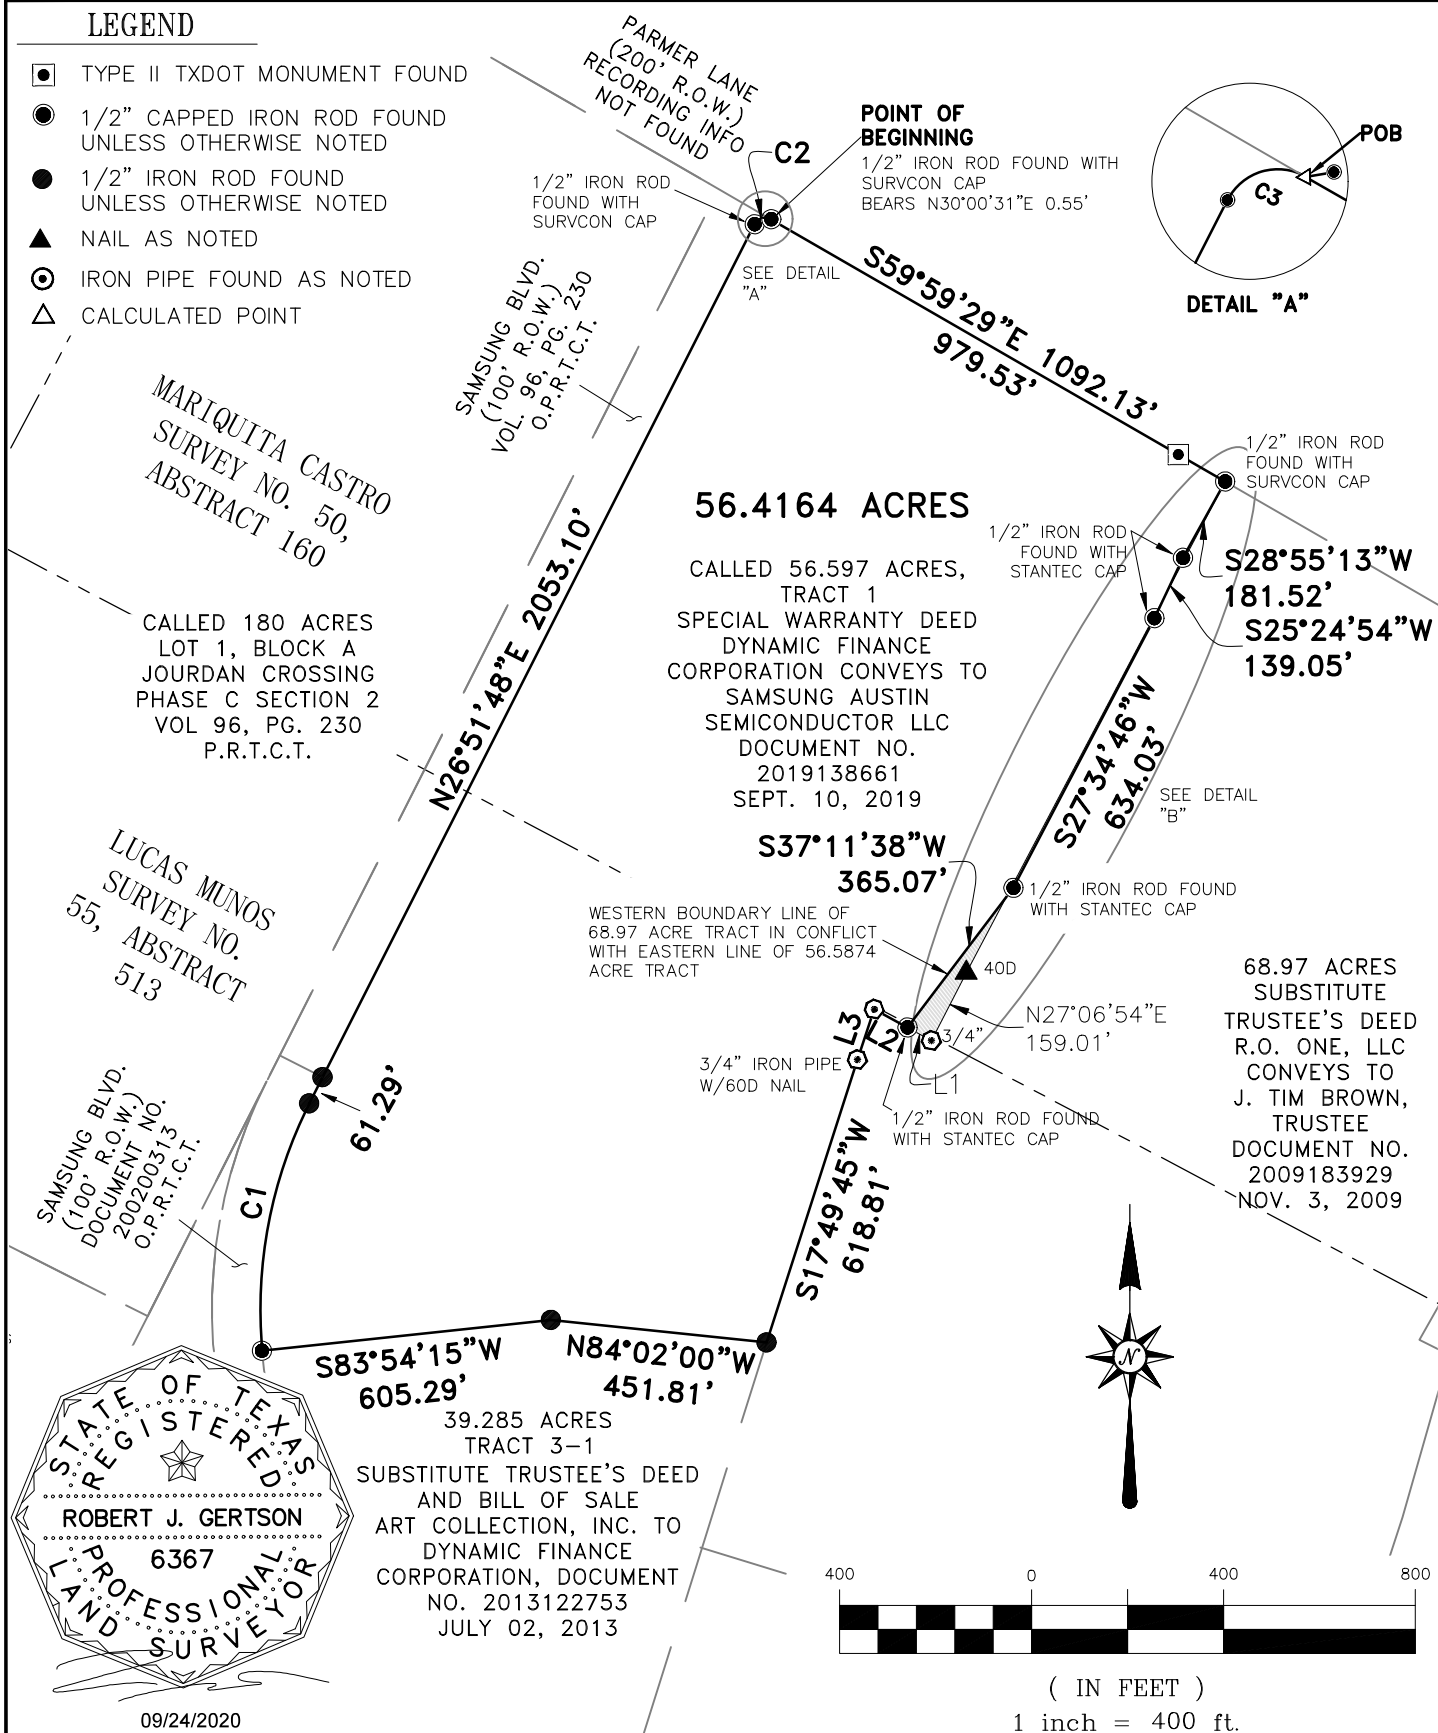 LEGEND
TYPE II TXDOT MONUMENT FOUND
1/2" CAPPED IRON ROD FOUND
UNLESS OTHERWISE NOTED
1/2" IRON ROD FOUND
UNLESS OTHERWISE NOTED
NAIL AS NOTED
IRON PIPE FOUND AS NOTED
CALCULATED POINT
PARMER LANE
(200' R.O.W.)
RECORDING INFO
NOT FOUND
C2
POINT OF
BEGINNING
1/2" IRON ROD FOUND WITH
SURVCON CAP
BEARS N30°00'31"E 0.55'
1/2" IRON ROD
FOUND WITH
SURVCON CAP
SEE DETAIL
"A"
POB
C3
DETAIL "A"
S59°59'29"E 1092.13'
979.53'
SAMSUNG BLVD.
(100' R.O.W.)
VOL. 96, PG. 230
O.P.R.T.C.T.
MARIQUITA CASTRO
SURVEY NO. 50,
ABSTRACT 160
1/2" IRON ROD
FOUND WITH
SURVCON CAP
56.4164 ACRES
CALLED 56.597 ACRES,
TRACT 1
SPECIAL WARRANTY DEED
DYNAMIC FINANCE
CORPORATION CONVEYS TO
SAMSUNG AUSTIN
SEMICONDUCTOR LLC
DOCUMENT NO.
2019138661
SEPT. 10, 2019
1/2" IRON ROD
FOUND WITH
STANTEC CAP
S28°55'13"W
181.52'
S25°24'54"W
139.05'
CALLED 180 ACRES
LOT 1, BLOCK A
JOURDAN CROSSING
PHASE C SECTION 2
VOL 96, PG. 230
P.R.T.C.T.
N26°51'48"E 2053.10'
S27°34'46"W
634.03'
SEE DETAIL
"B"
S37°11'38"W
365.07'
1/2" IRON ROD FOUND
WITH STANTEC CAP
WESTERN BOUNDARY LINE OF
68.97 ACRE TRACT IN CONFLICT
WITH EASTERN LINE OF 56.5874
ACRE TRACT
40D
N27°06'54"E
159.01'
LUCAS MUNOS
SURVEY NO.
55, ABSTRACT
513
68.97 ACRES
SUBSTITUTE
TRUSTEE'S DEED
R.O. ONE, LLC
CONVEYS TO
J. TIM BROWN,
TRUSTEE
DOCUMENT NO.
2009183929
NOV. 3, 2009
L3
L2
3/4"
L1
3/4" IRON PIPE
W/60D NAIL
1/2" IRON ROD FOUND
WITH STANTEC CAP
61.29'
SAMSUNG BLVD.
(100' R.O.W.)
DOCUMENT NO.
200200313
O.P.R.T.C.T.
C1
S17°49'45"W
618.81'
S83°54'15"W
605.29'
N84°02'00"W
451.81'
39.285 ACRES
TRACT 3-1
SUBSTITUTE TRUSTEE'S DEED
AND BILL OF SALE
ART COLLECTION, INC. TO
DYNAMIC FINANCE
CORPORATION, DOCUMENT
NO. 2013122753
JULY 02, 2013
N
STATE OF TEXAS
REGISTERED
ROBERT J. GERTSON
6367
PROFESSIONAL
LAND SURVEYOR
09/24/2020
400 0 400 800
( IN FEET )
1 inch = 400 ft.